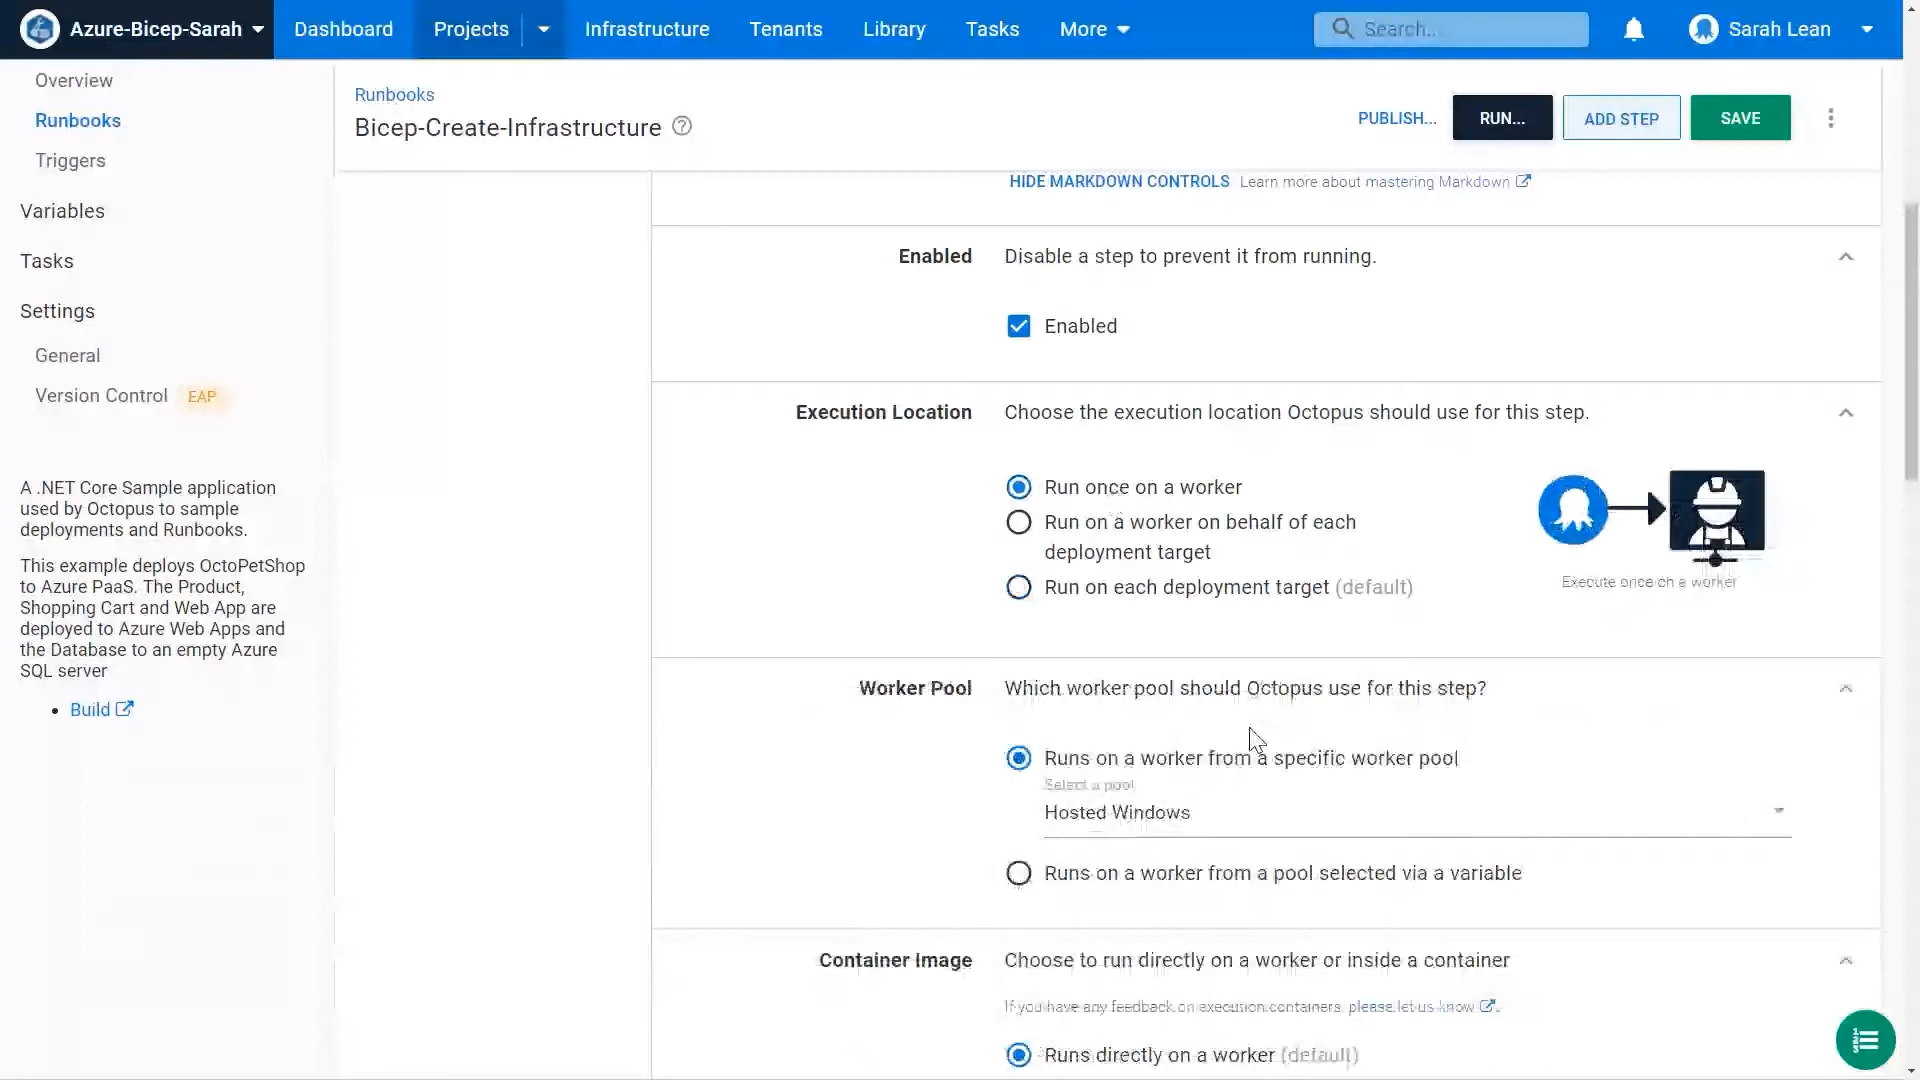 Azure-Bicep-Sarah
Dashboard
Projects
Infrastructure
Tenants
Library
Tasks
More
Search...
Sarah Lean
Overview
Runbooks
Triggers
Variables
Tasks
Settings
General
Version Control EAP
A .NET Core Sample application
used by Octopus to sample
deployments and Runbooks.
This example deploys OctoPetShop
to Azure PaaS. The Product,
Shopping Cart and Web App are
deployed to Azure Web Apps and
the Database to an empty Azure
SQL server
Build
Runbooks
Bicep-Create-Infrastructure
PUBLISH...
RUN...
ADD STEP
SAVE
HIDE MARKDOWN CONTROLS Learn more about mastering Markdown
Enabled Disable a step to prevent it from running.
Enabled
Execution Location Choose the execution location Octopus should use for this step.
Run once on a worker
Run on a worker on behalf of each
deployment target
Run on each deployment target (default)
Execute once on a worker
Worker Pool Which worker pool should Octopus use for this step?
Runs on a worker from a specific worker pool
Select a pool
Hosted Windows
Runs on a worker from a pool selected via a variable
Container Image Choose to run directly on a worker or inside a container
If you have any feedback on execution containers, please let us know.
Runs directly on a worker (default)